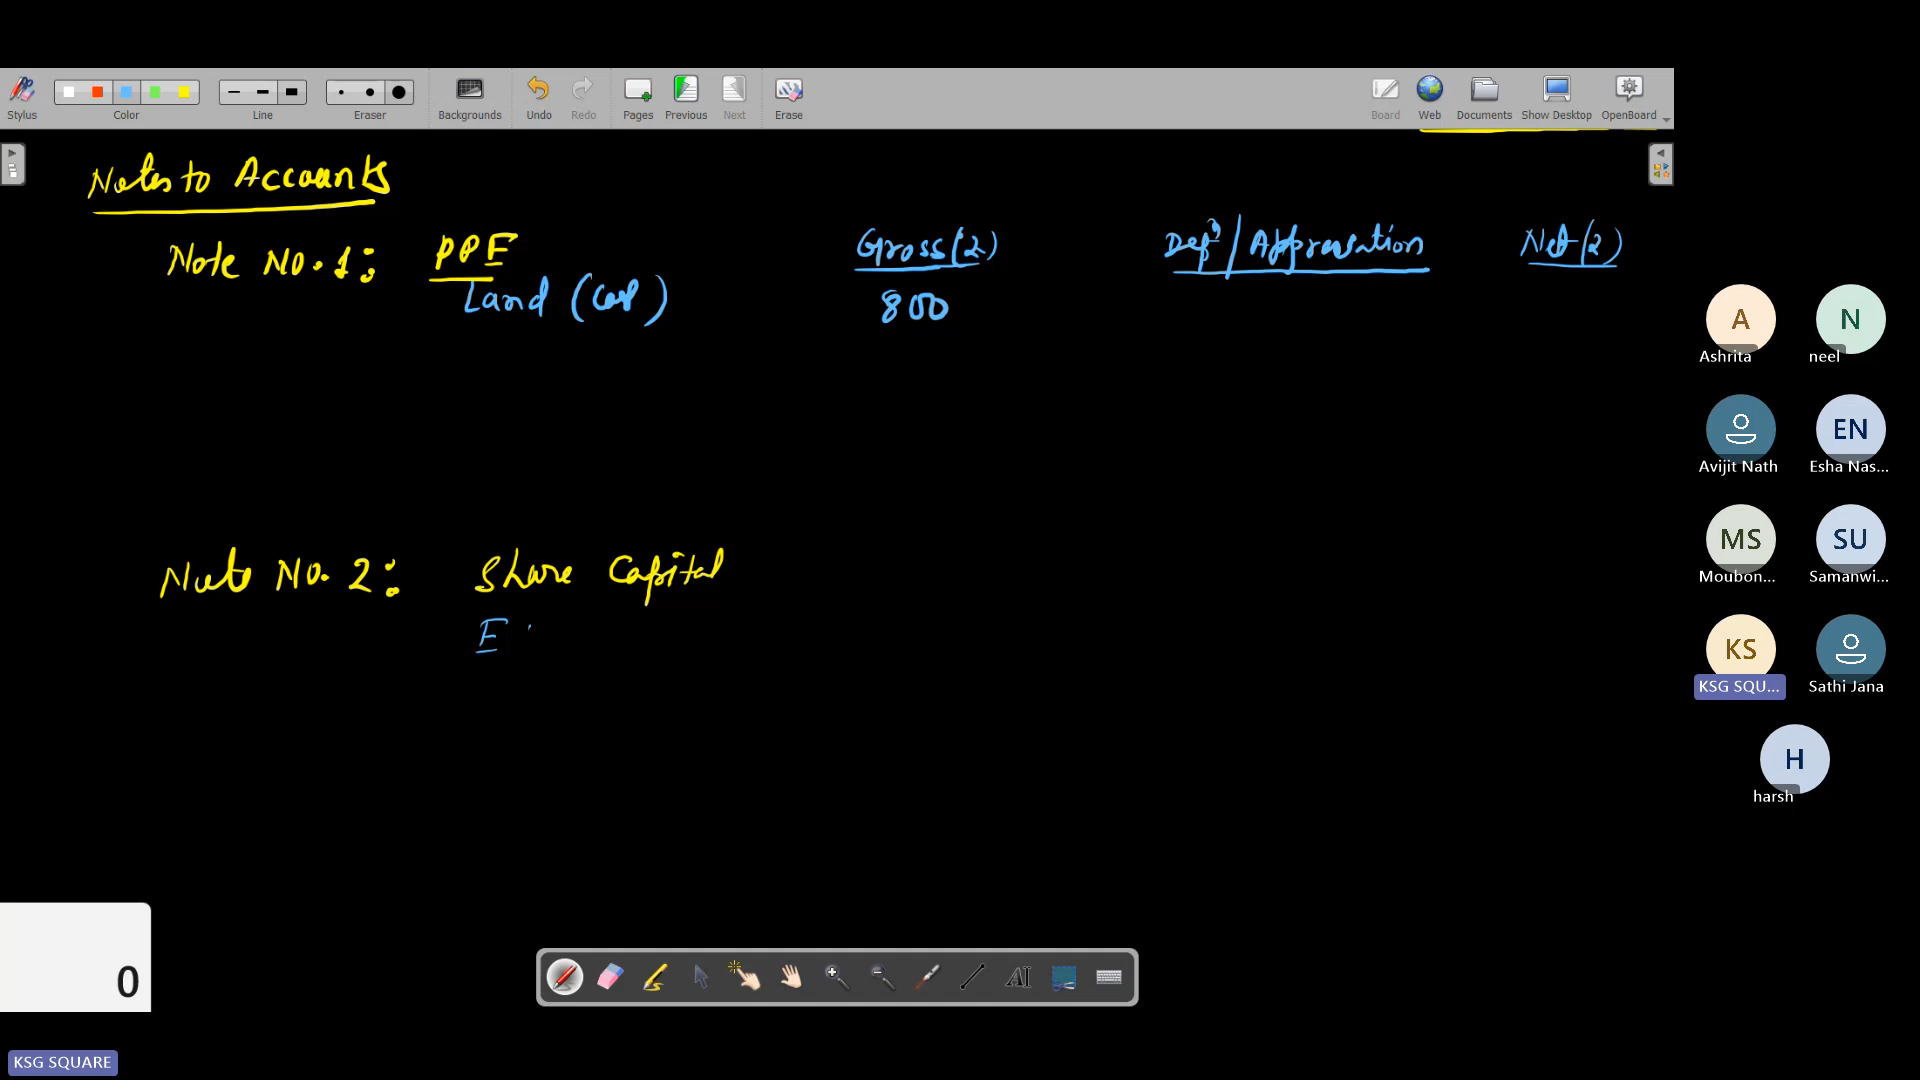 Stylus Color Line Eraser Backgrounds Undo Redo Pages Previous Next Erase Board Web Documents Show Desktop OpenBoard
Notes to Accounts
Note No. 1: PPE Gross(₹) Depⁿ/Appreciation Net(₹)
Land (Cost) 800
Note No. 2: Share Capital
E
A N
Ashrita neel
EN
Avijit Nath Esha Nas...
MS SU
Moubon... Samanwi...
KS
KSG SQU... Sathi Jana
H
harsh
0
AI
KSG SQUARE